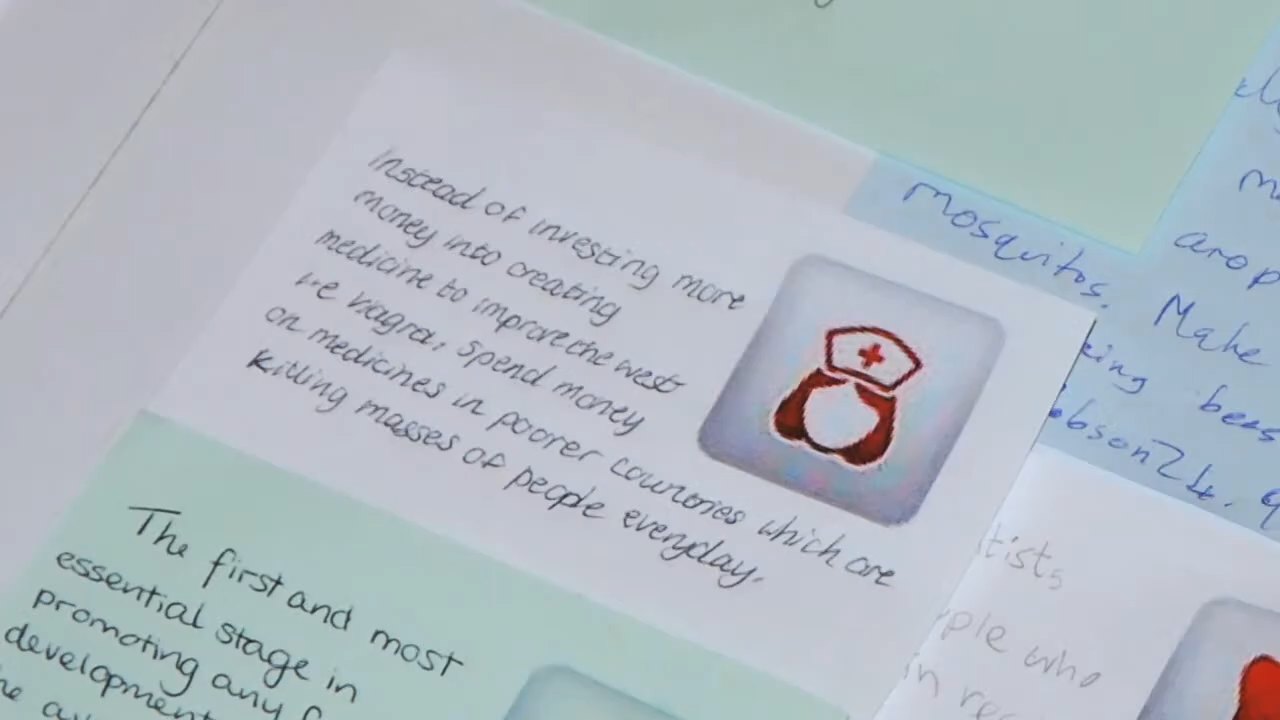 Instead of investing more
money into creating
medicine to improve the west
i.e viagra, spend money
on medicines in poorer countries which are
killing masses of people everyday.
The first and most
essential stage in
promoting any
development
mosquitos. Make